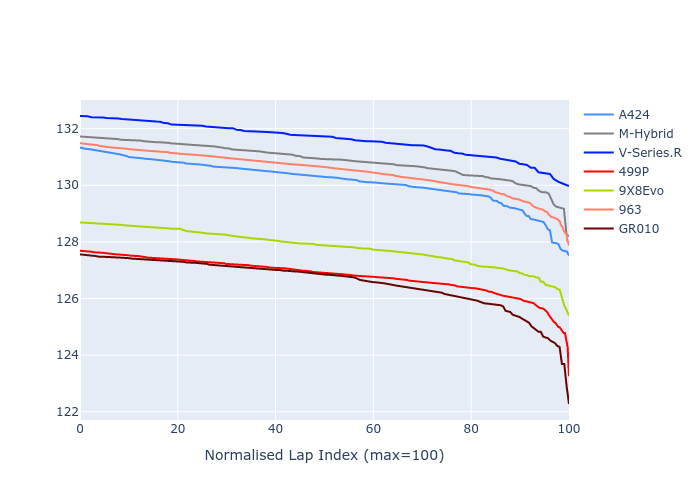 A424
M-Hybrid
V-Series.R
499P
9X8Evo
963
GR010
132
130
128
126
124
122
0 20 40 60 80 100
Normalised Lap Index (max=100)